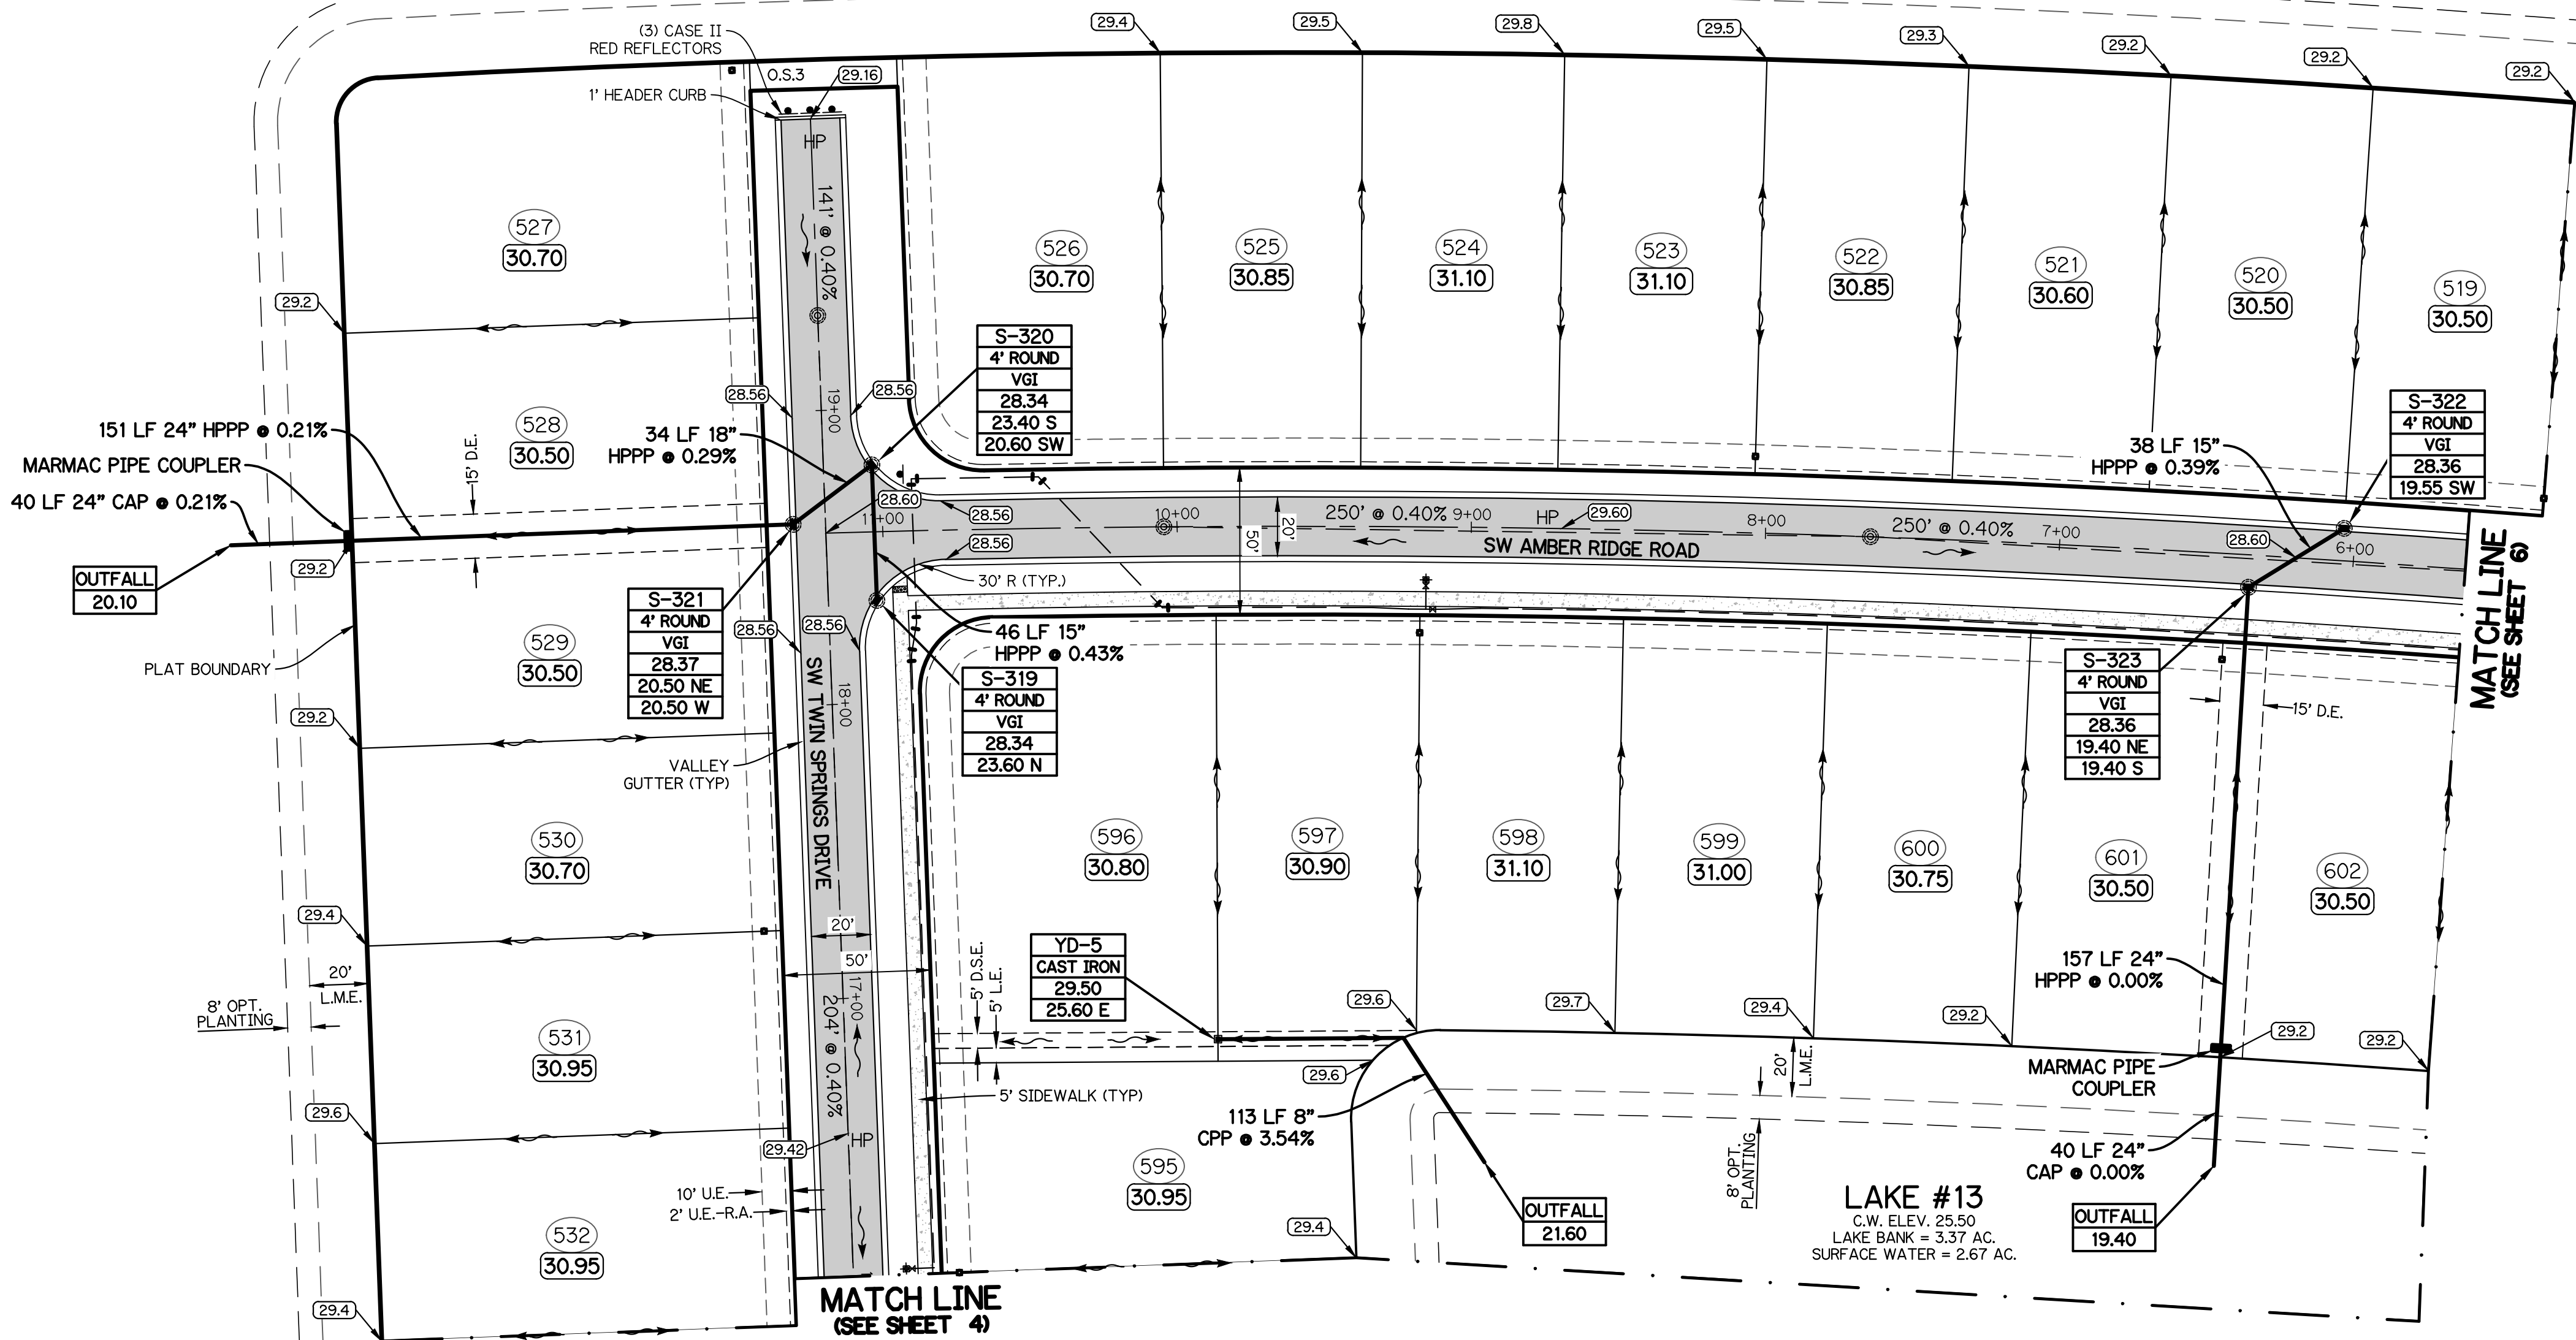 (3) CASE II
RED REFLECTORS
1' HEADER CURB
O.S.3
29.16
29.4
29.5
29.8
29.5
29.3
29.2
29.2
29.2
HP
141' @ 0.40%
527
30.70
526
30.70
525
30.85
524
31.10
523
31.10
522
30.85
521
30.60
520
30.50
519
30.50
29.2
28.56
28.56
19+00
S-320
4' ROUND
VGI
28.34
23.40 S
20.60 SW
S-322
4' ROUND
VGI
28.36
19.55 SW
151 LF 24" HPPP @ 0.21%
MARMAC PIPE COUPLER
40 LF 24" CAP @ 0.21%
15' D.E.
528
30.50
34 LF 18"
HPPP @ 0.29%
38 LF 15"
HPPP @ 0.39%
28.60
11+00
28.56
28.56
10+00
250' @ 0.40%
9+00
HP
29.60
8+00
250' @ 0.40%
7+00
28.60
6+00
50'
20'
SW AMBER RIDGE ROAD
MATCH LINE
(SEE SHEET 6)
29.2
OUTFALL
20.10
30' R (TYP.)
S-321
4' ROUND
VGI
28.37
20.50 NE
20.50 W
28.56
28.56
46 LF 15"
HPPP @ 0.43%
529
30.50
PLAT BOUNDARY
29.2
S-319
4' ROUND
VGI
28.34
23.60 N
S-323
4' ROUND
VGI
28.36
19.40 NE
19.40 S
15' D.E.
SW TWIN SPRINGS DRIVE
18+00
VALLEY
GUTTER (TYP)
530
30.70
596
30.80
597
30.90
598
31.10
599
31.00
600
30.75
601
30.50
602
30.50
29.4
20'
50'
20'
L.M.E.
8' OPT.
PLANTING
17+00
204' @ 0.40%
HP
29.42
5' D.S.E.
5' L.E.
YD-5
CAST IRON
29.50
25.60 E
29.6
29.7
29.4
29.2
157 LF 24"
HPPP @ 0.00%
29.2
29.2
531
30.95
29.6
29.6
5' SIDEWALK (TYP)
20'
L.M.E.
MARMAC PIPE
COUPLER
113 LF 8"
CPP @ 3.54%
8' OPT.
PLANTING
40 LF 24"
CAP @ 0.00%
10' U.E.
2' U.E.-R.A.
595
30.95
532
30.95
29.4
29.4
OUTFALL
21.60
LAKE #13
C.W. ELEV. 25.50
LAKE BANK = 3.37 AC.
SURFACE WATER = 2.67 AC.
OUTFALL
19.40
MATCH LINE
(SEE SHEET 4)